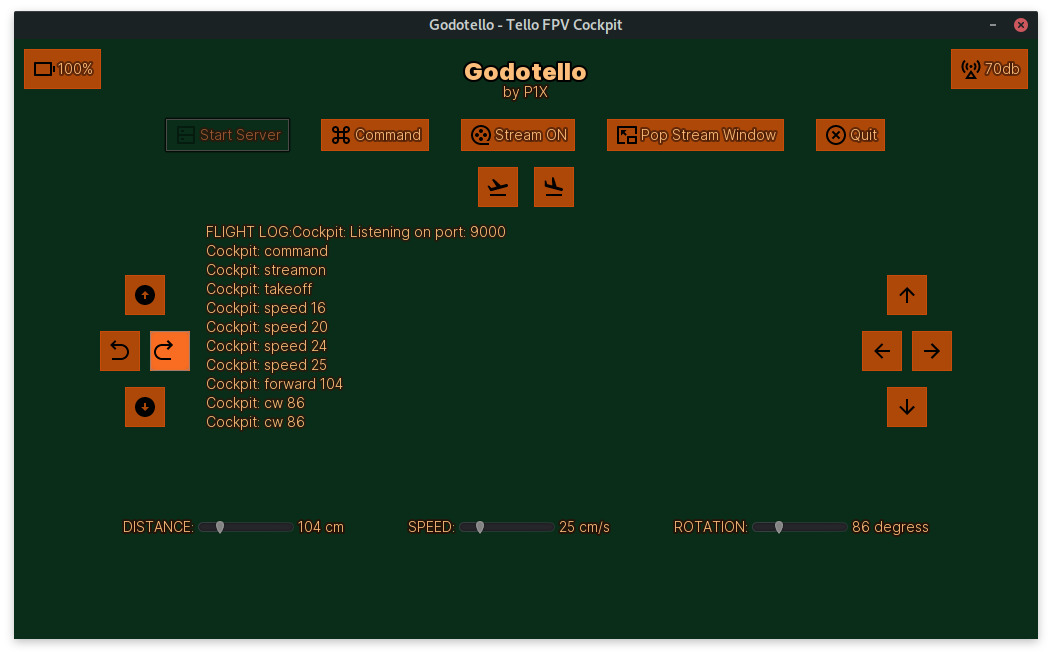 Godotello - Tello FPV Cockpit
100%
Godotello
by P1X
70db
Start Server
Command
Stream ON
Pop Stream Window
Quit
FLIGHT LOG:Cockpit: Listening on port: 9000
Cockpit: command
Cockpit: streamon
Cockpit: takeoff
Cockpit: speed 16
Cockpit: speed 20
Cockpit: speed 24
Cockpit: speed 25
Cockpit: forward 104
Cockpit: cw 86
Cockpit: cw 86
DISTANCE: 104 cm
SPEED: 25 cm/s
ROTATION: 86 degress